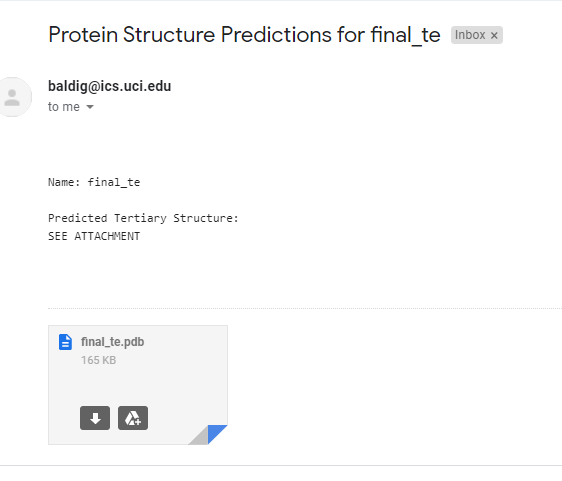 Protein Structure Predictions for final_te Inbox ×
baldig@ics.uci.edu
to me
Name: final_te
Predicted Tertiary Structure:
SEE ATTACHMENT
final_te.pdb
165 KB